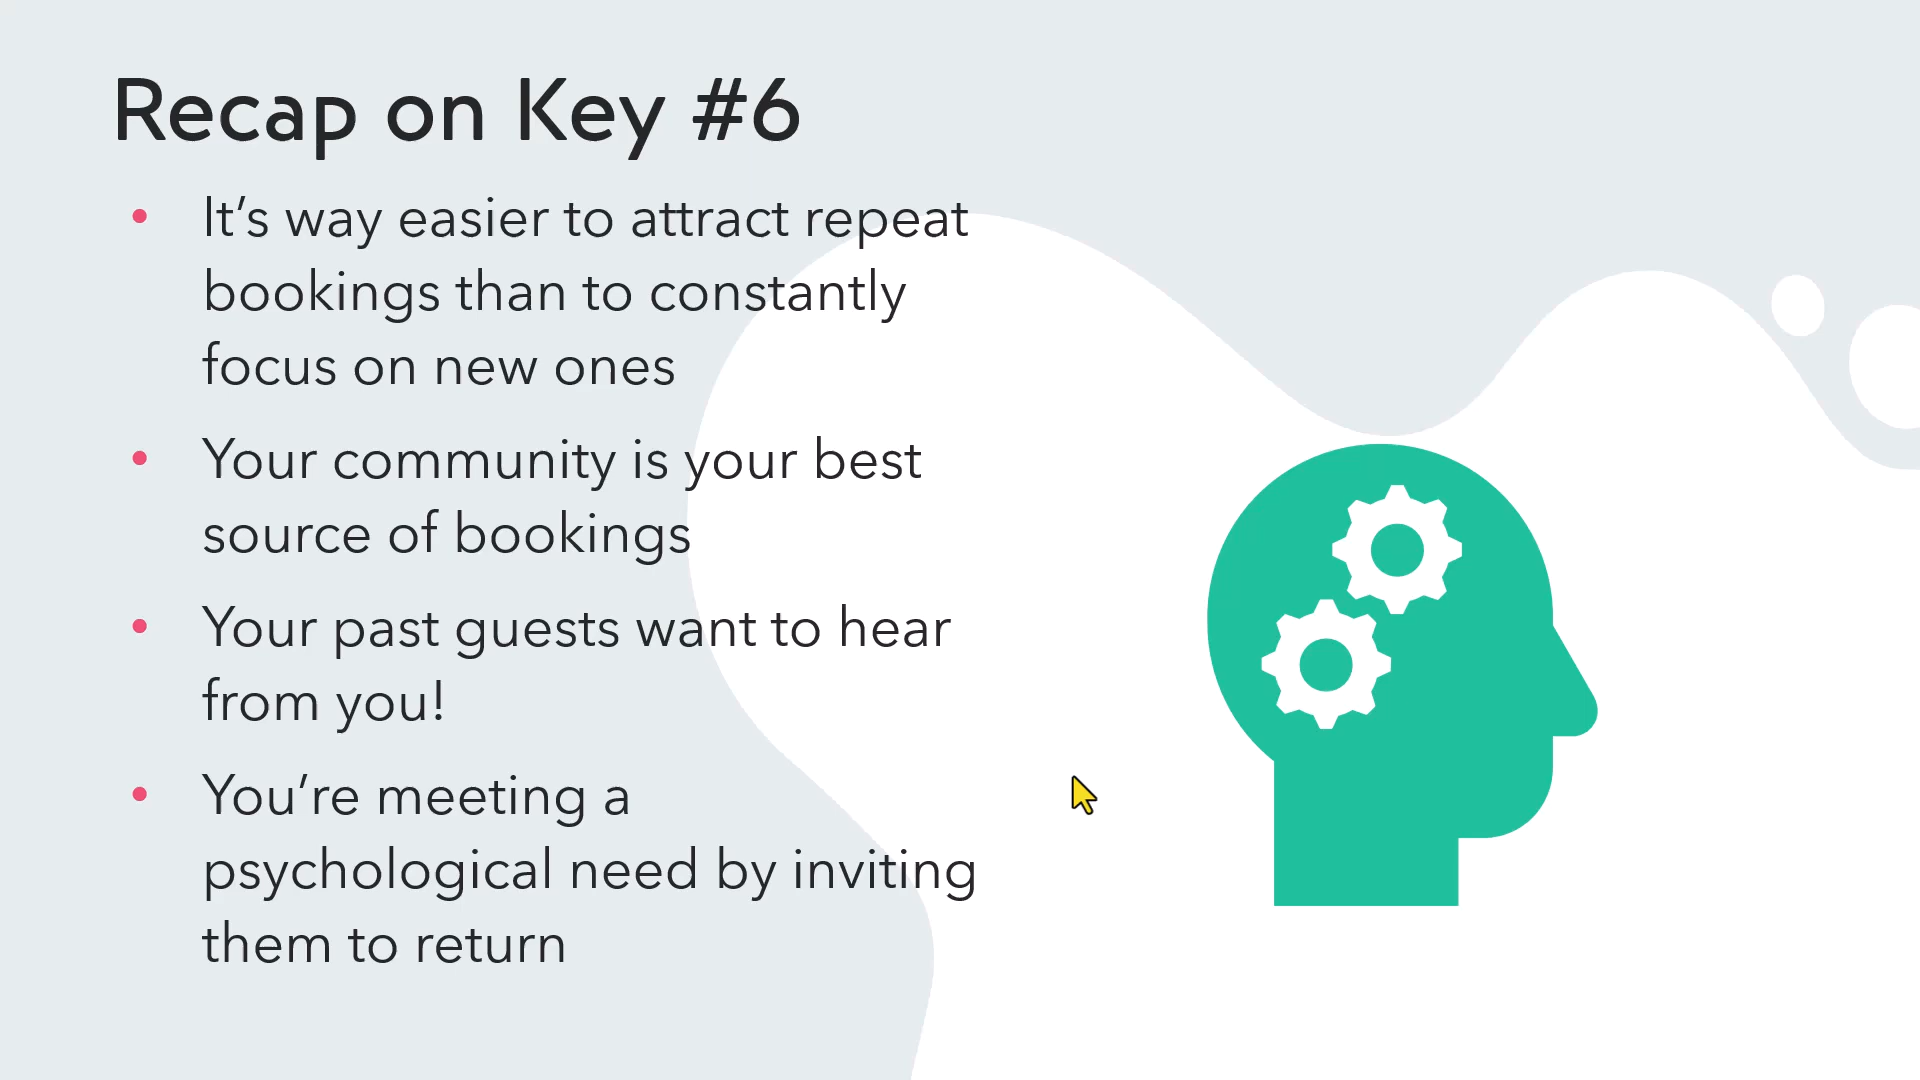 Recap on Key #6
• It’s way easier to attract repeat
bookings than to constantly
focus on new ones
• Your community is your best
source of bookings
• Your past guests want to hear
from you!
• You’re meeting a
psychological need by inviting
them to return